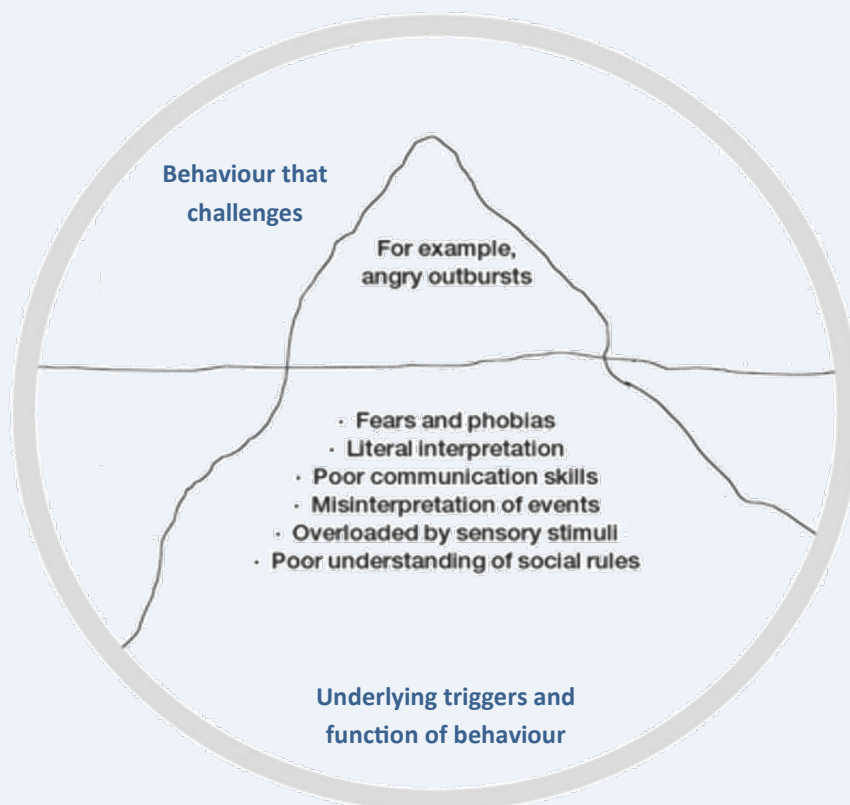 Behaviour that
challenges
For example,
angry outbursts
· Fears and phobias
· Literal interpretation
· Poor communication skills
· Misinterpretation of events
· Overloaded by sensory stimuli
· Poor understanding of social rules
Underlying triggers and
function of behaviour